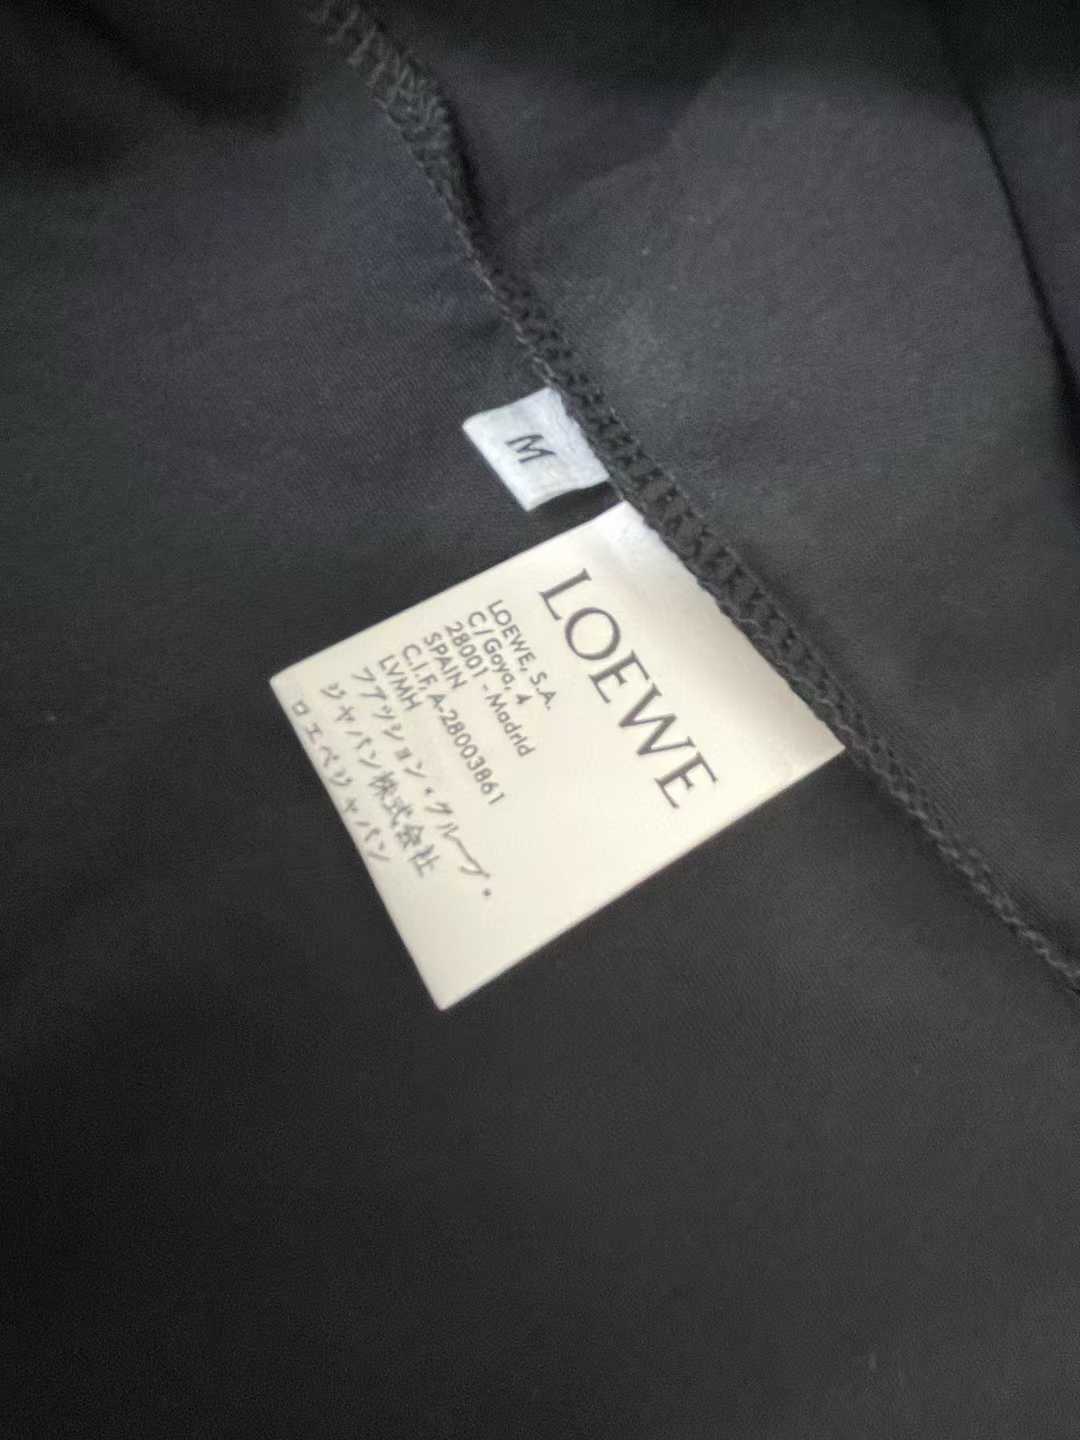 M
LOEWE
LOEWE, S.A.
C/Goya, 4
28001 - Madrid
SPAIN
C.I.F. A-28003861
LVMH
ファッション・グループ・
ジャパン株式会社
ロエベジャパン